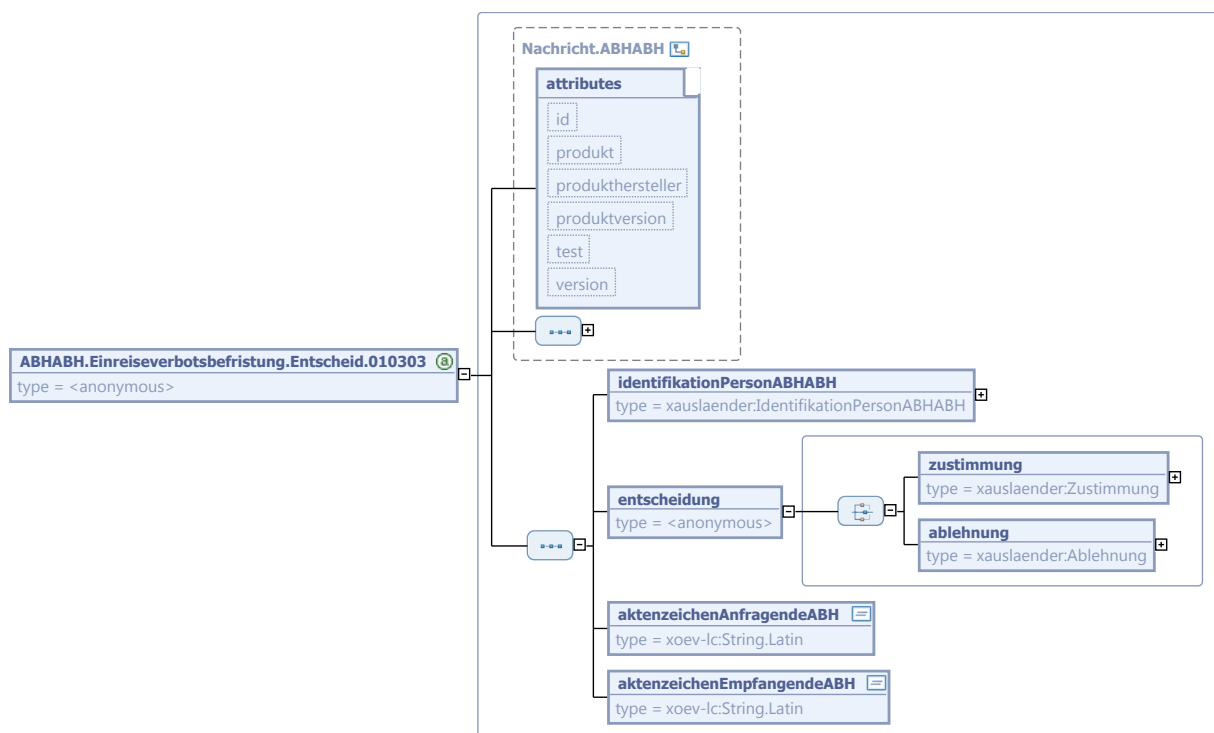 Nachricht.ABHABH
attributes
id
produkt
produkthersteller
produktversion
test
version
ABHABH.Einreiseverbotsbefristung.Entscheid.010303 a
type = <anonymous>
identifikationPersonABHABH
type = xauslaender:IdentifikationPersonABHABH
entscheidung
type = <anonymous>
zustimmung
type = xauslaender:Zustimmung
ablehnung
type = xauslaender:Ablehnung
aktenzeichenAnfragendeABH
type = xoev-lc:String.Latin
aktenzeichenEmpfangendeABH
type = xoev-lc:String.Latin